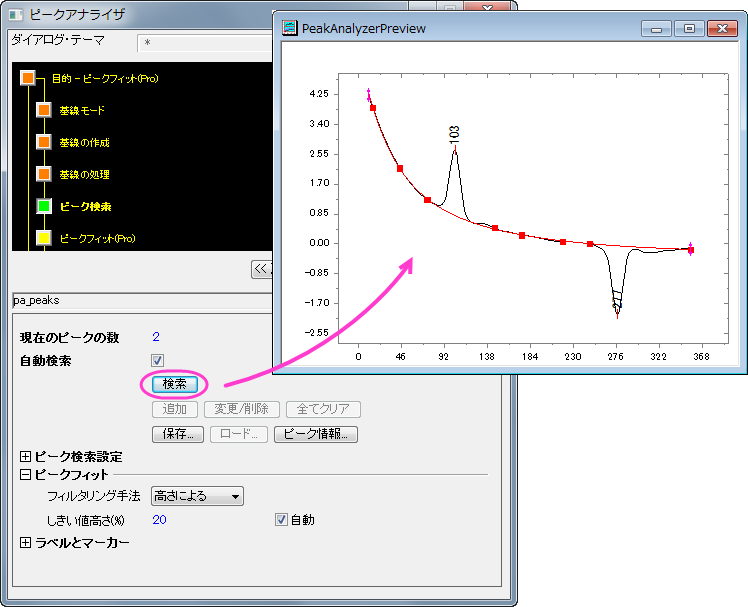 ピークアナライザ
ダイアログ・テーマ
*
目的 - ピークフィット(Pro)
基線モード
基線の作成
基線の処理
ピーク検索
ピークフィット(Pro)
<<
pa_peaks
現在のピークの数 2
自動検索
検索
追加 変更/削除 全てクリア
保存... ロード... ピーク情報...
ピーク検索設定
ピークフィット
フィルタリング手法 高さによる
しきい値高さ(%) 20 自動
ラベルとマーカー
PeakAnalyzerPreview
4.25
3.40
2.55
1.70
0.85
0.00
-0.85
-1.70
-2.55
103
277
0 46 92 138 184 230 276 322 368